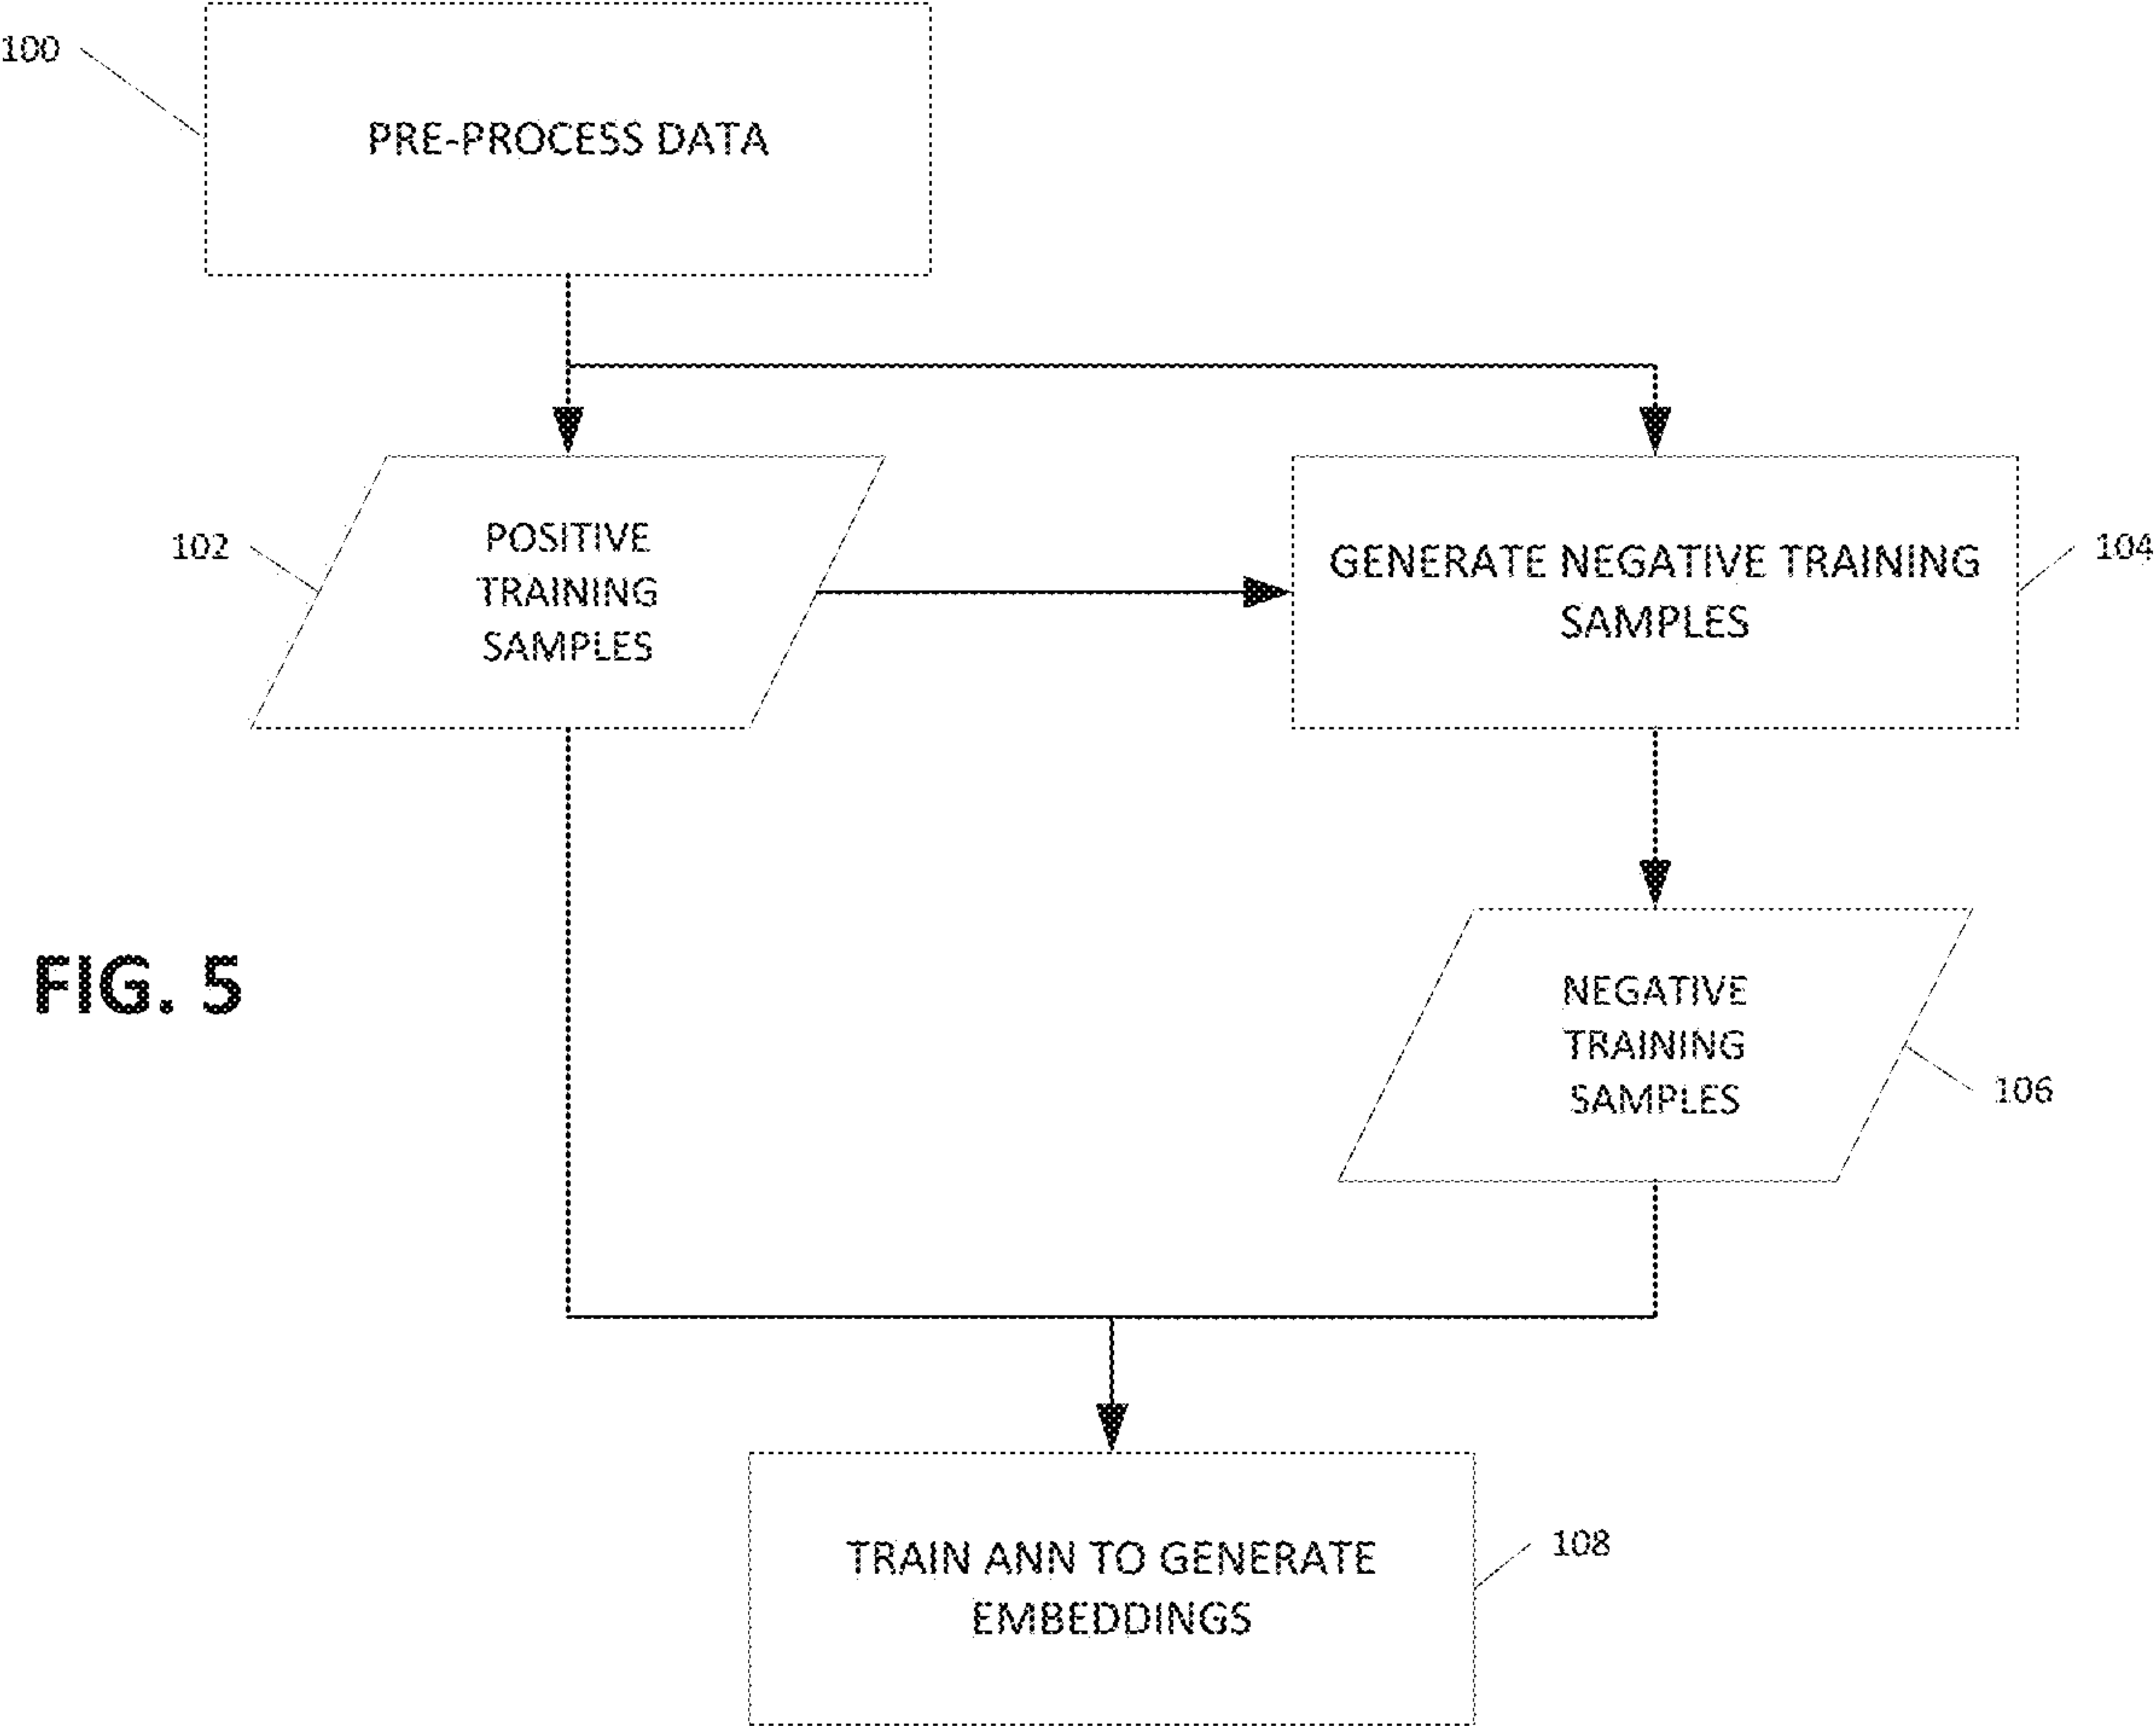 100
PRE-PROCESS DATA
102
POSITIVE
TRAINING
SAMPLES
GENERATE NEGATIVE TRAINING
SAMPLES
104
FIG. 5
NEGATIVE
TRAINING
SAMPLES
106
TRAIN ANN TO GENERATE
EMBEDDINGS
108